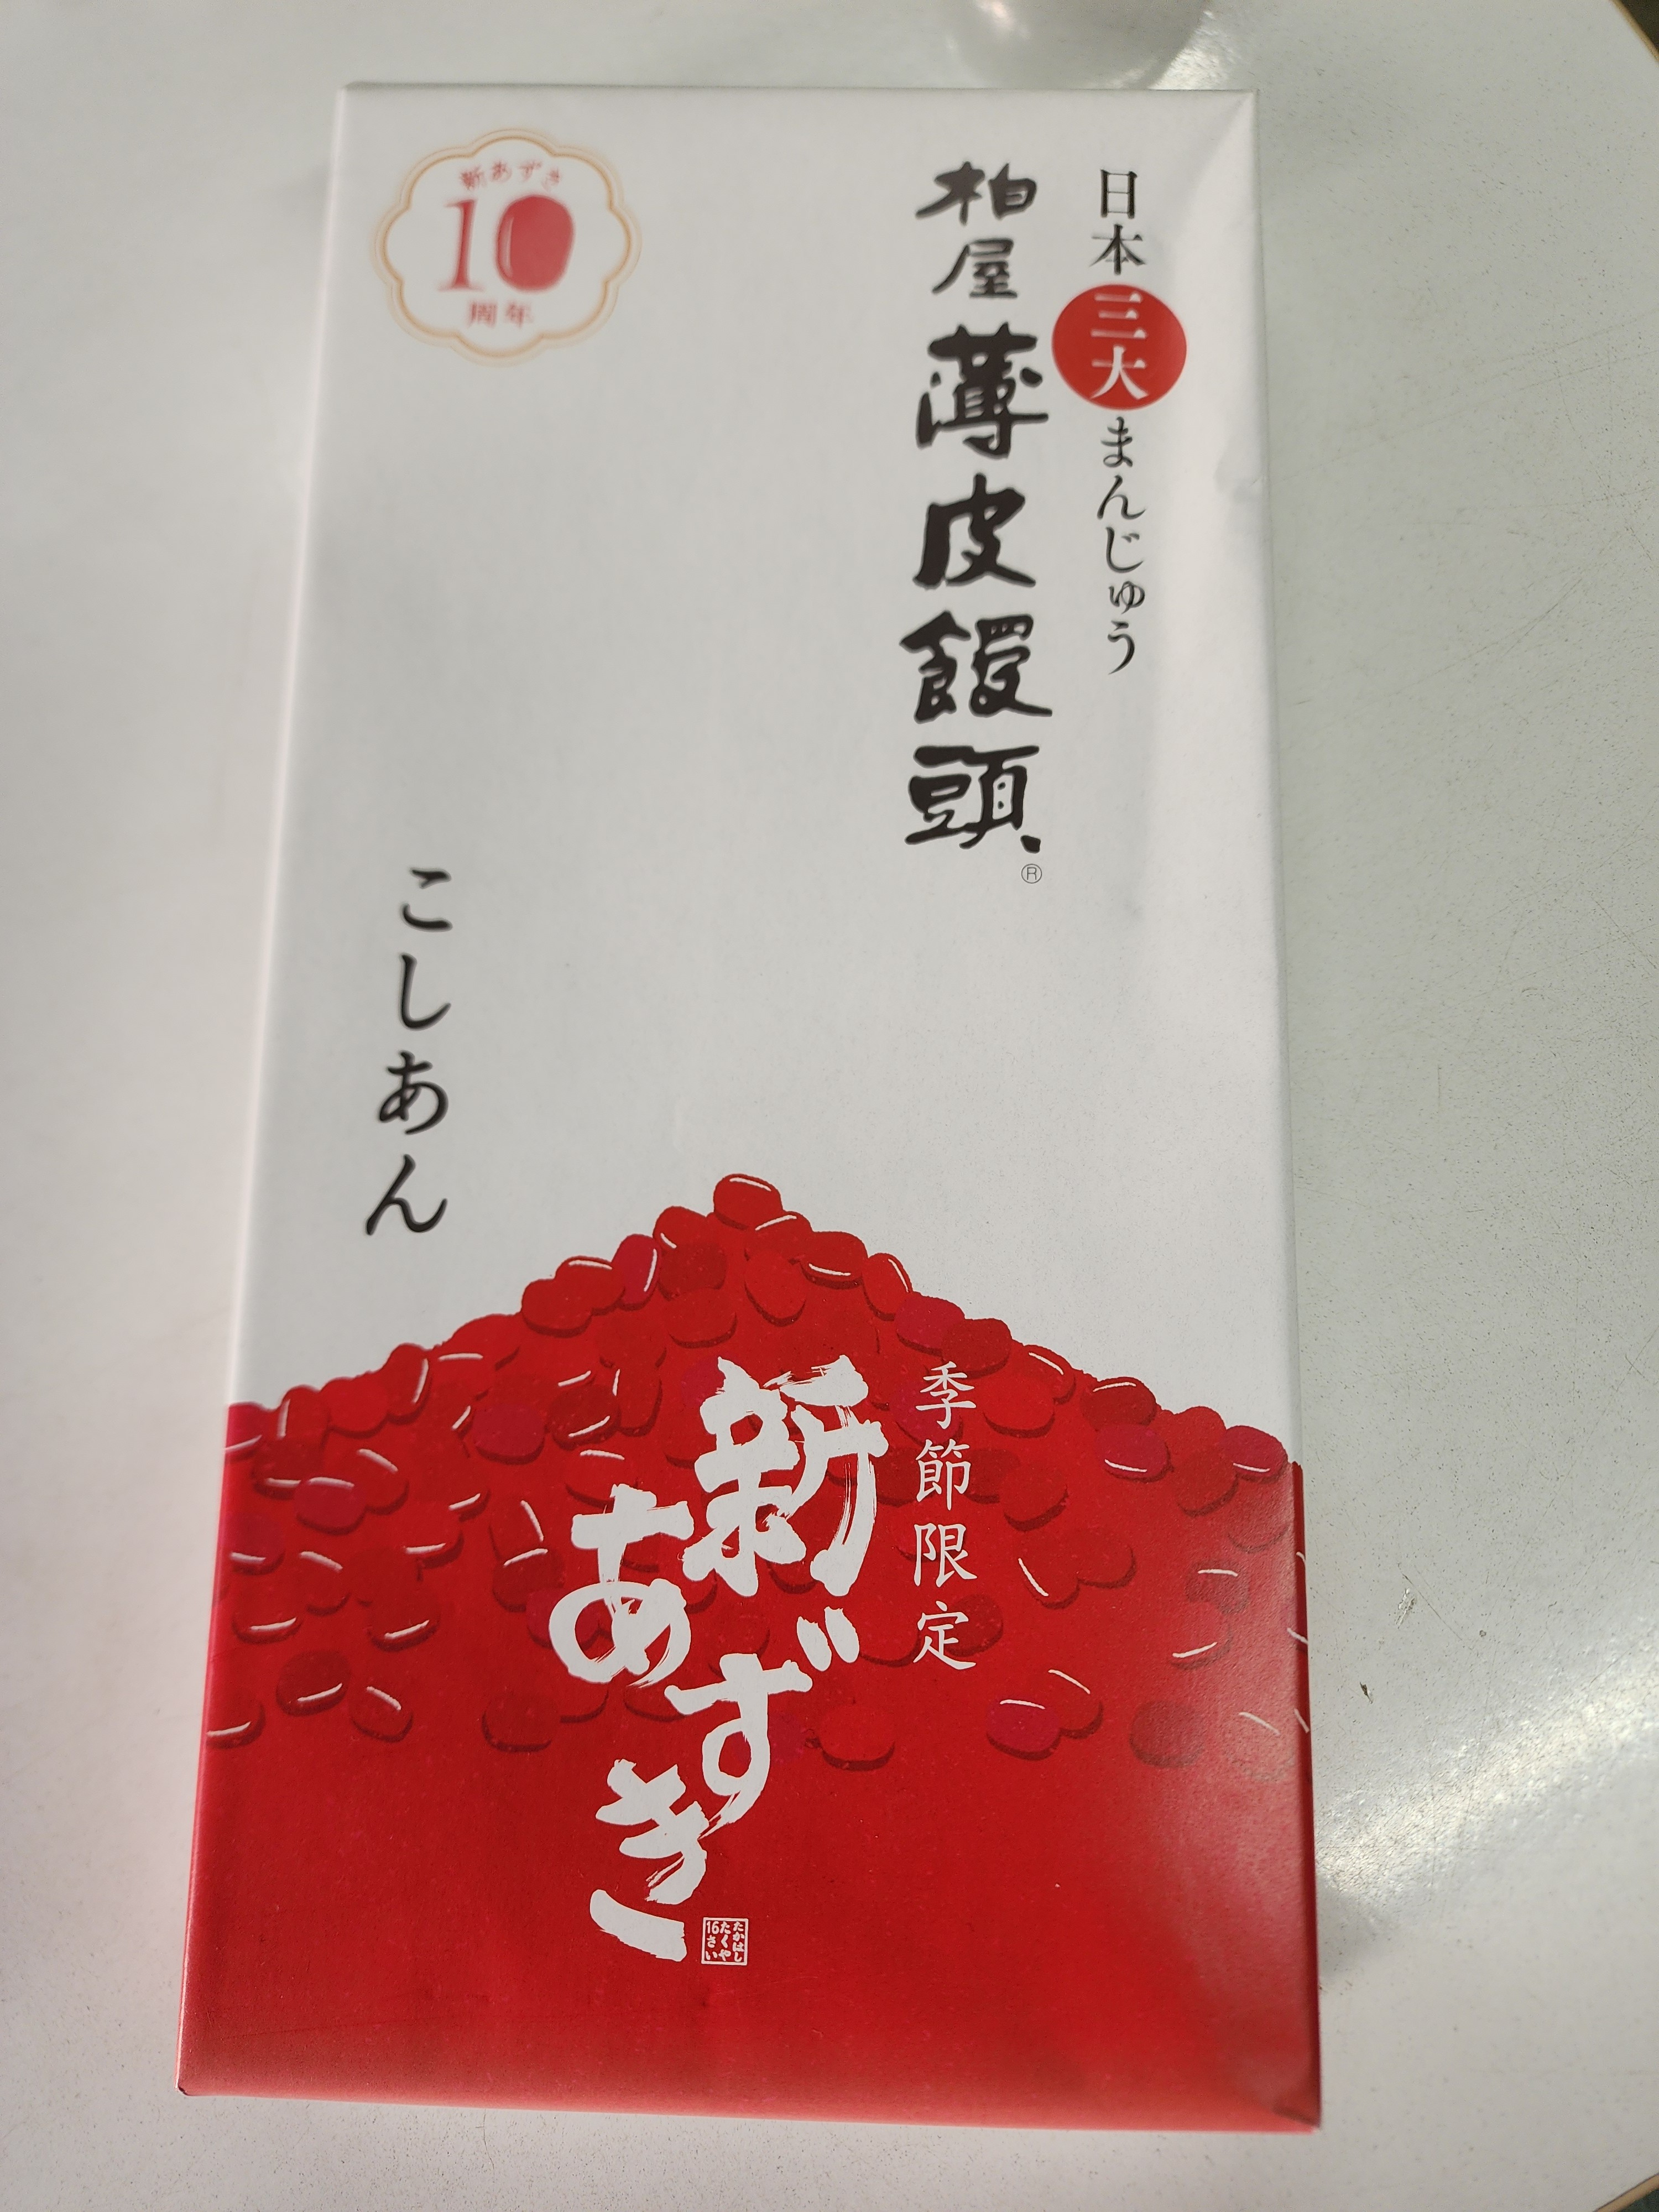 日本三大まんじゅう
柏屋薄皮饅頭®
新あずき
10
周年
こしあん
季節限定
新あずき
たかはし
たくや
16さい